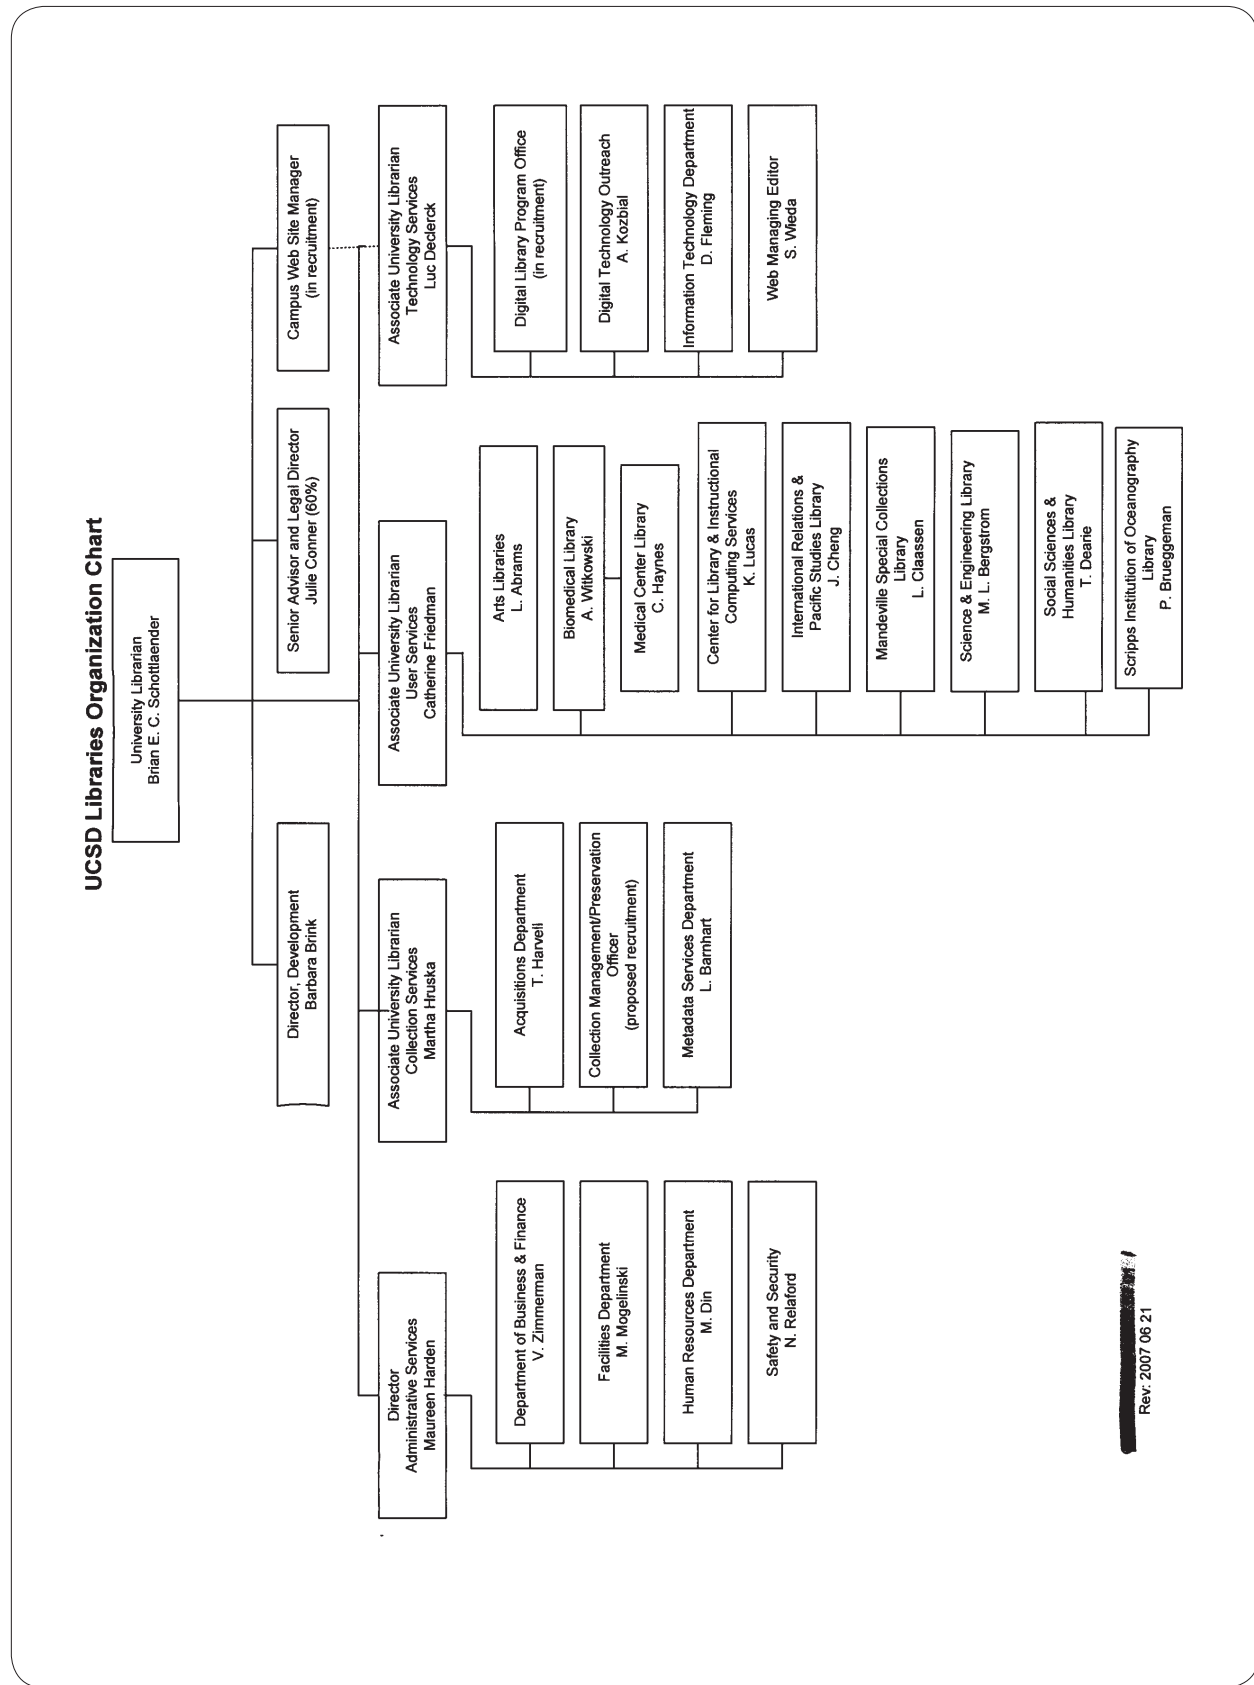 UCSD Libraries Organization Chart
University Librarian
Brian E. C. Schottlaender
Director, Development
Barbara Brink
Senior Advisor and Legal Director
Julie Conner (60%)
Campus Web Site Manager
(in recruitment)
Director
Administrative Services
Maureen Harden
Associate University Librarian
Collection Services
Martha Hruska
Associate University Librarian
User Services
Catherine Friedman
Associate University Librarian
Technology Services
Luc Declerck
Department of Business & Finance
V. Zimmerman
Facilities Department
M. Mogelinski
Human Resources Department
M. Din
Safety and Security
N. Relaford
Acquisitions Department
T. Harvell
Collection Management/Preservation
Officer
(proposed recruitment)
Metadata Services Department
L. Barnhart
Arts Libraries
L. Abrams
Biomedical Library
A. Witkowski
Medical Center Library
C. Haynes
Center for Library & Instructional
Computing Services
K. Lucas
International Relations &
Pacific Studies Library
J. Cheng
Mandeville Special Collections
Library
L. Claassen
Science & Engineering Library
M. L. Bergstrom
Social Sciences &
Humanities Library
T. Dearie
Scripps Institution of Oceanography
Library
P. Brueggeman
Digital Library Program Office
(in recruitment)
Digital Technology Outreach
A. Kozbial
Information Technology Department
D. Fleming
Web Managing Editor
S. Wieda
Rev: 2007 06 21